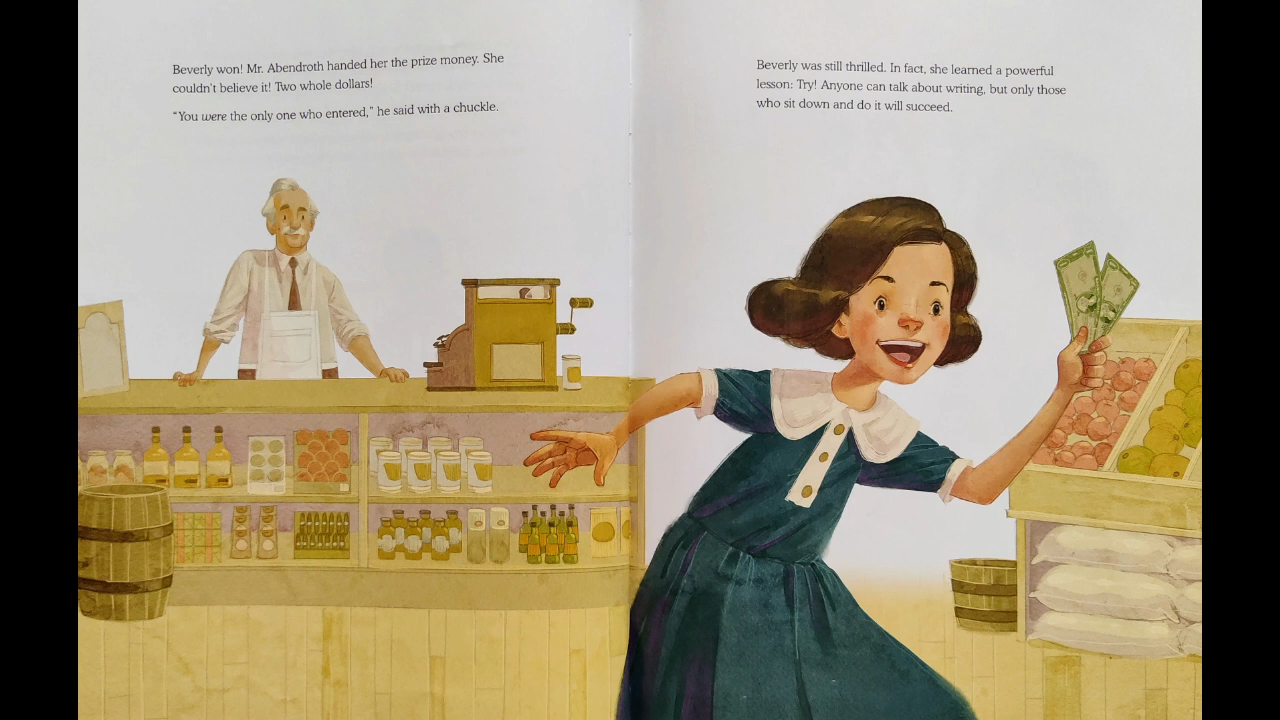 Beverly won! Mr. Abendroth handed her the prize money. She
couldn't believe it! Two whole dollars!
"You were the only one who entered," he said with a chuckle.
Beverly was still thrilled. In fact, she learned a powerful
lesson: Try! Anyone can talk about writing, but only those
who sit down and do it will succeed.